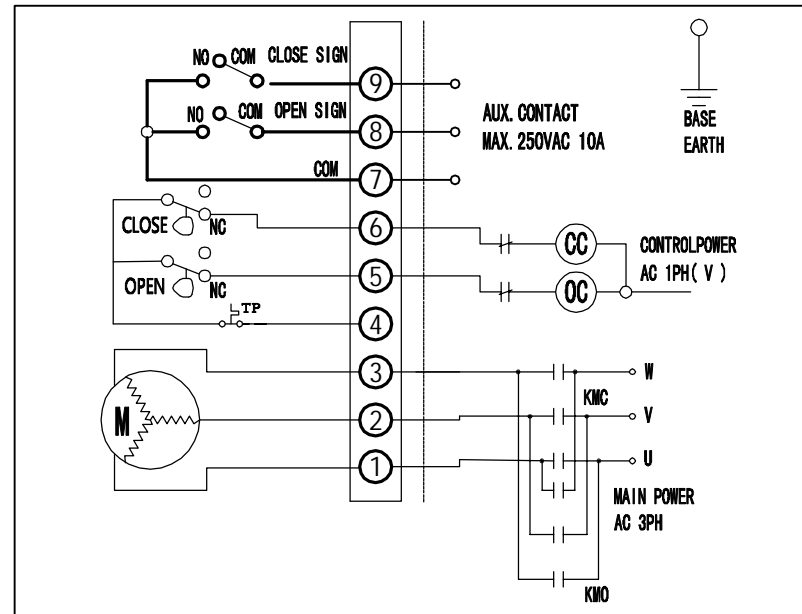 NO COM CLOSE SIGN
9
NO COM OPEN SIGN
8
AUX. CONTACT
MAX. 250VAC 10A
BASE
EARTH
COM
7
CLOSE
NC
6
CC
CONTROLPOWER
AC 1PH( V )
OPEN
NC
5
OC
TP
4
3
W
KMC
M
2
V
1
U
MAIN POWER
AC 3PH
KMO